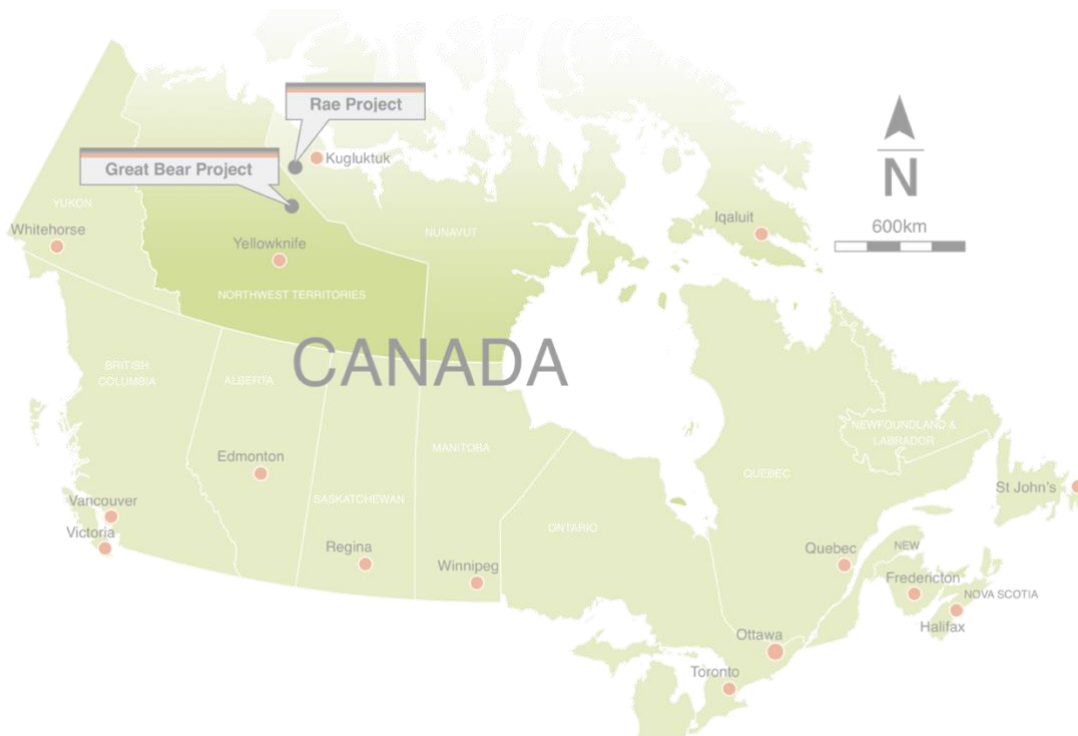 Rae Project
Kugluktuk
Great Bear Project
N
600km
YUKON
Whitehorse
Iqaluit
NUNAVUT
Yellowknife
NORTHWEST TERRITORIES
CANADA
BRITISH
COLUMBIA
ALBERTA
NEWFOUNDLAND &
LABRADOR
MANITOBA
Edmonton
QUEBEC
St John's
SASKATCHEWAN
Vancouver
ONTARIO
Victoria
Regina
Winnipeg
Quebec
NEW
Fredericton
NOVA SCOTIA
Halifax
Ottawa
Toronto